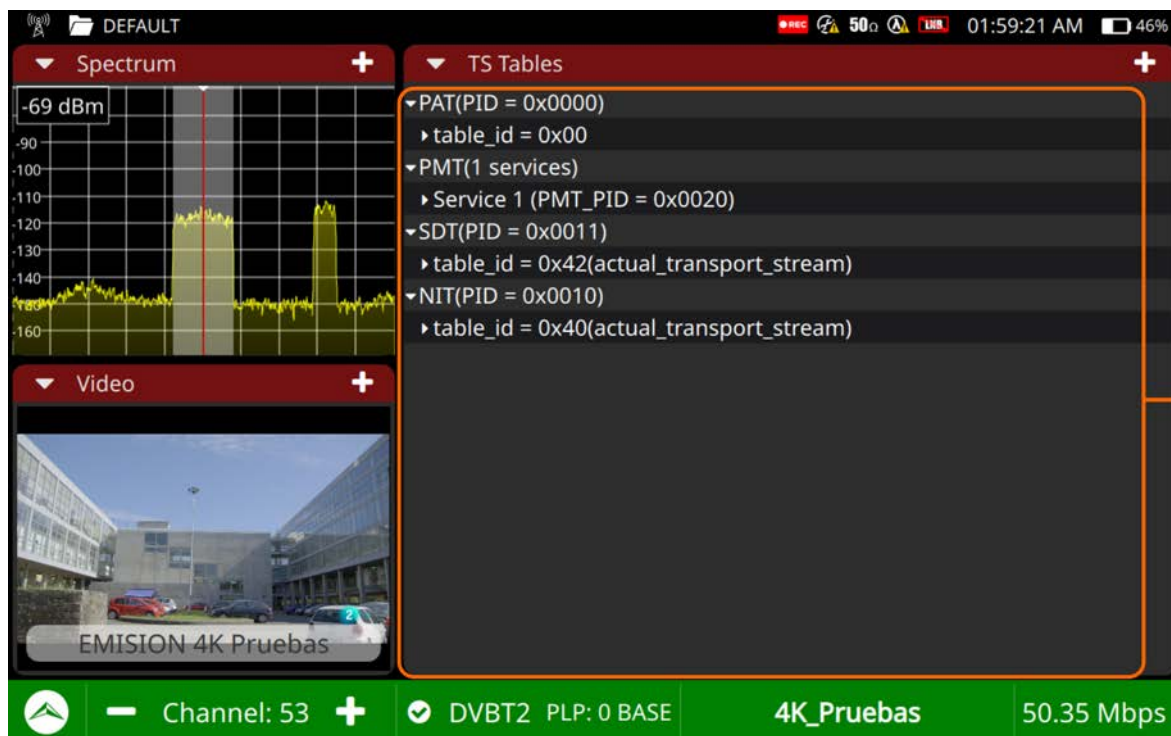 DEFAULT
REC
50Ω
LNB
01:59:21 AM
46%
Spectrum
-69 dBm
-90
-100
-110
-120
-130
-140
-160
TS Tables
PAT(PID = 0x0000)
table_id = 0x00
PMT(1 services)
Service 1 (PMT_PID = 0x0020)
SDT(PID = 0x0011)
table_id = 0x42(actual_transport_stream)
NIT(PID = 0x0010)
table_id = 0x40(actual_transport_stream)
Video
2
EMISION 4K Pruebas
Channel: 53
DVBT2 PLP: 0 BASE
4K_Pruebas
50.35 Mbps